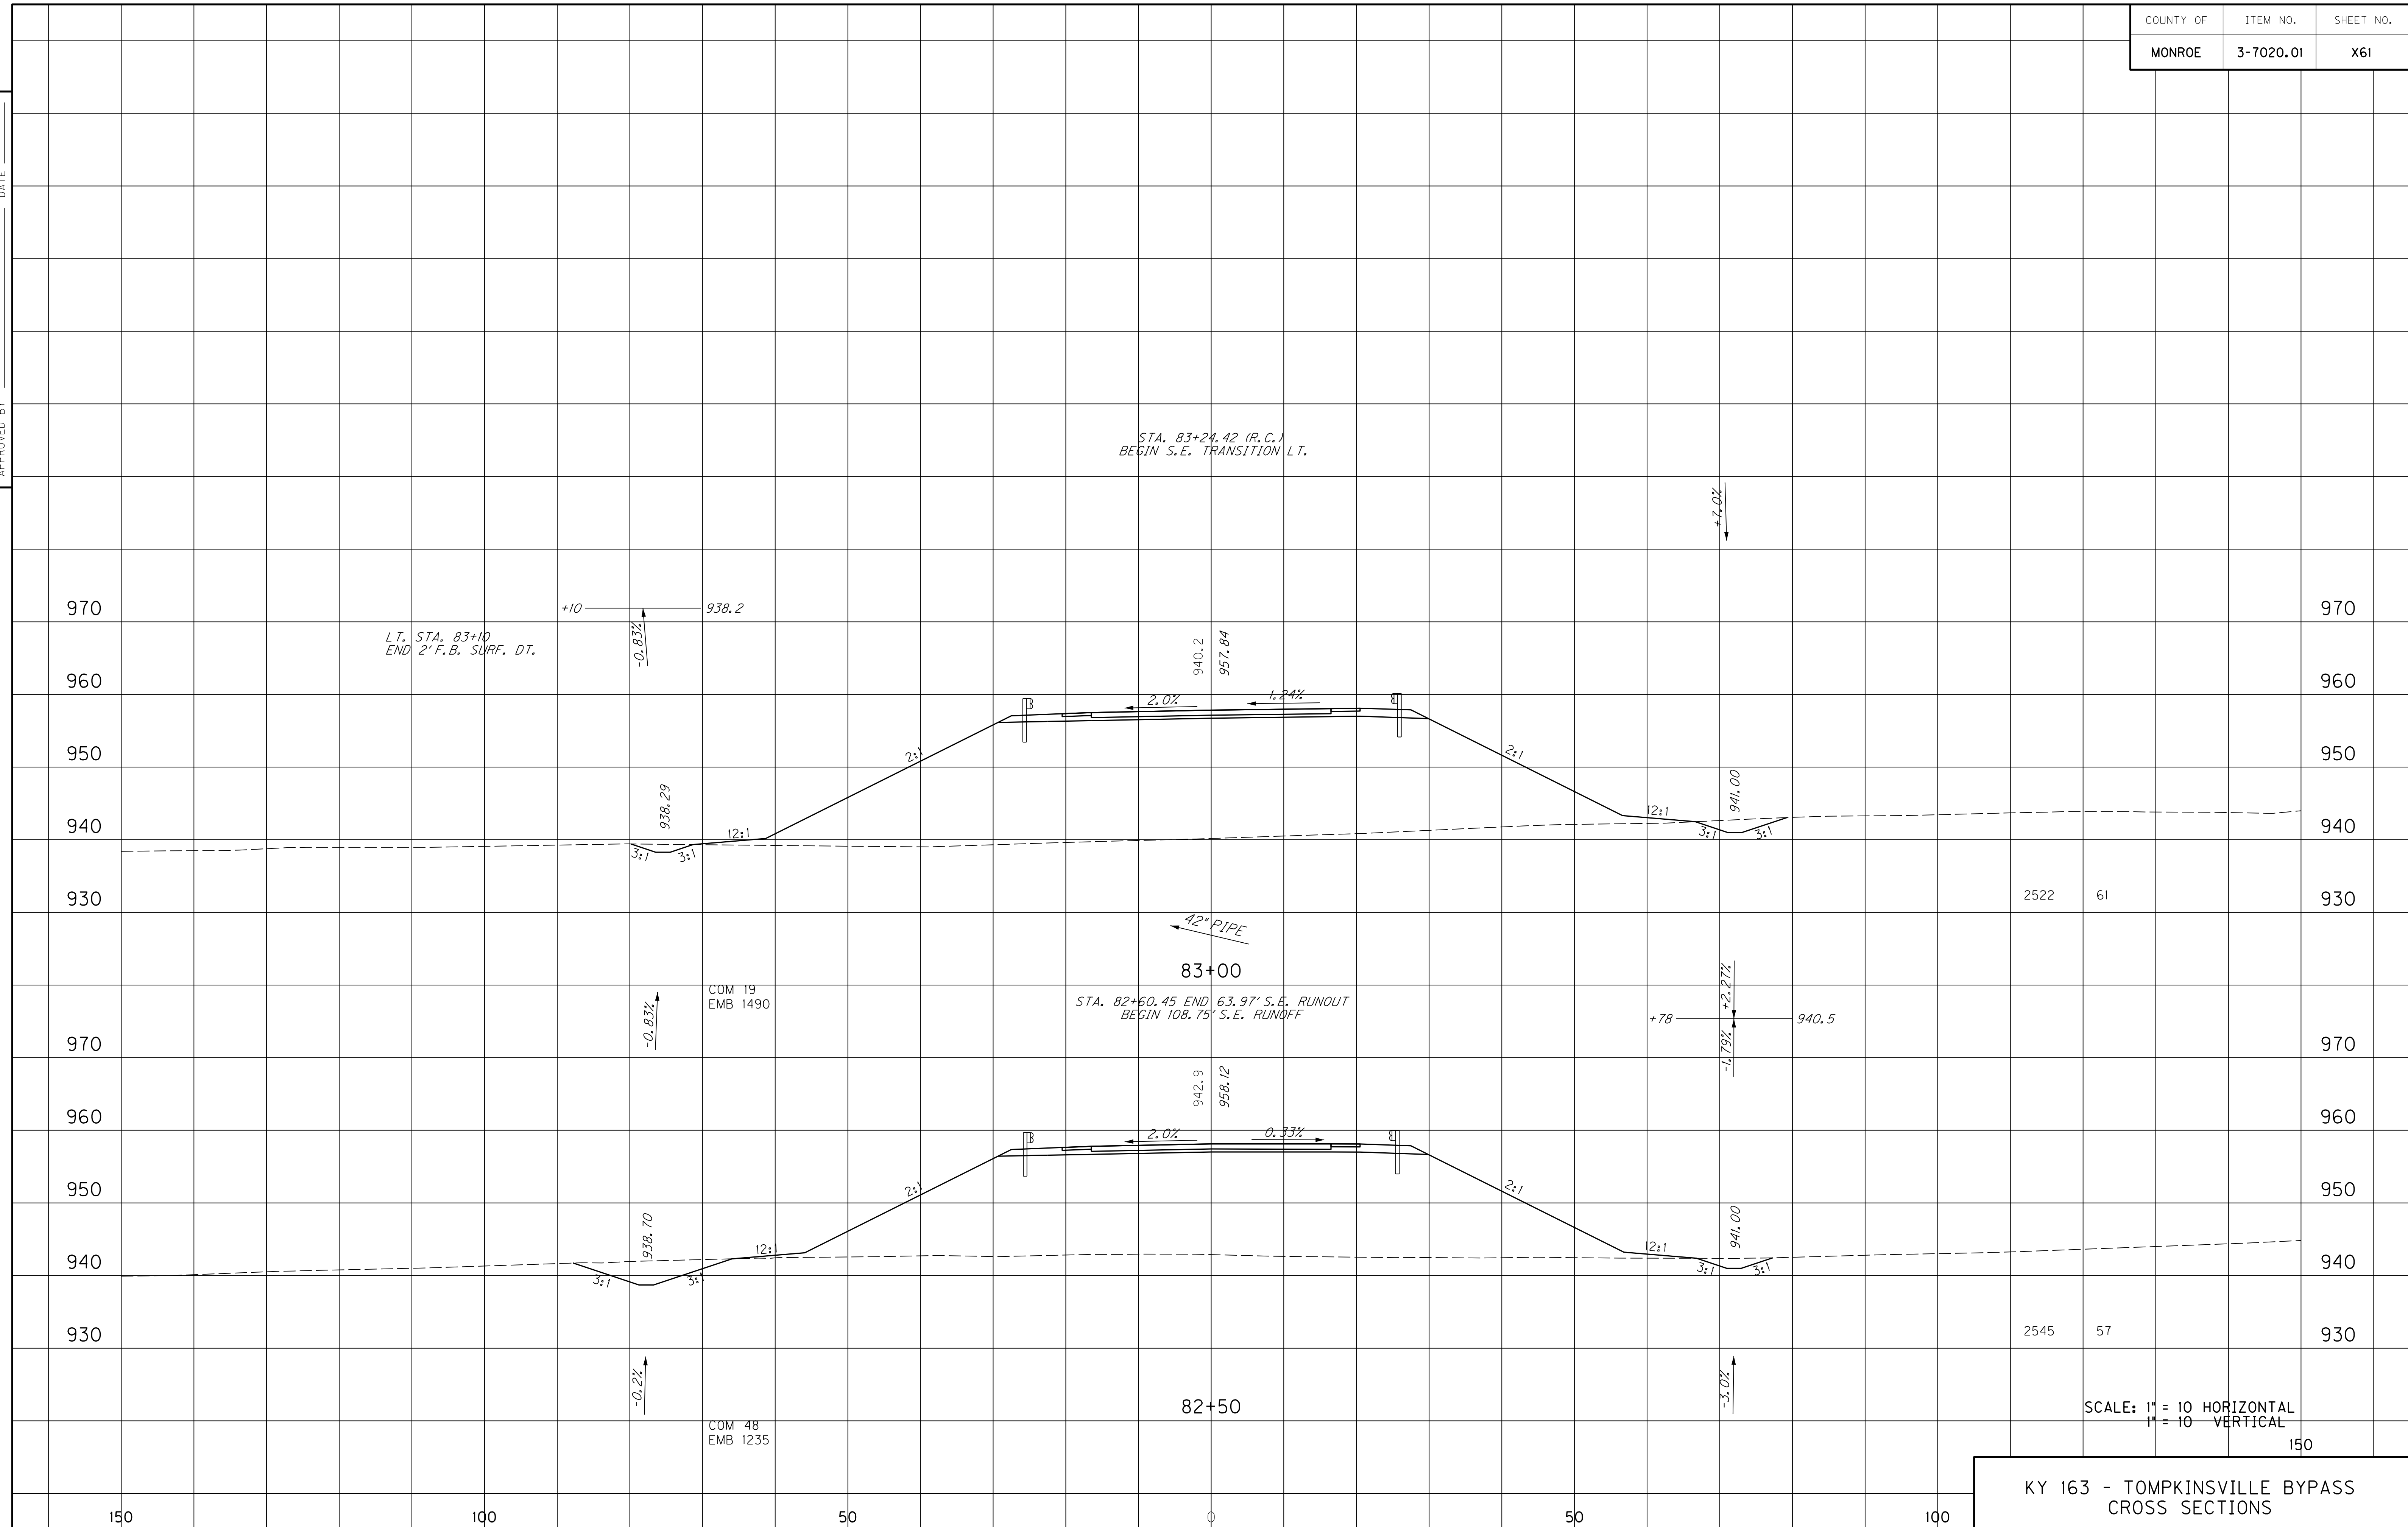 COUNTY OF ITEM NO. SHEET NO.
MONROE 3-7020.01 X61
DATE
APPROVED BY
STA. 83+24.42 (R.C.)
BEGIN S.E. TRANSITION LT.
+7.0%
970 +10 938.2 970
-0.83%
LT. STA. 83+10
END 2' F.B. SURF. DT.
940.2 957.84
960 960
2.0% 1.24%
950 2:1 2:1 950
938.29 941.00
940 12:1 12:1 940
3:1 3:1 3:1 3:1
930 2522 61 930
42" PIPE
83+00
COM 19
EMB 1490
-0.83%
STA. 82+60.45 END 63.97' S.E. RUNOUT
BEGIN 108.75' S.E. RUNOFF
+2.27%
+78 940.5
-1.79%
970 970
942.9 958.12
960 960
2.0% 0.33%
950 2:1 2:1 950
938.70 941.00
940 12:1 12:1 940
3:1 3:1 3:1 3:1
930 2545 57 930
-0.2% -3.0%
82+50
COM 48
EMB 1235
SCALE: 1" = 10 HORIZONTAL
1" = 10 VERTICAL
150
KY 163 - TOMPKINSVILLE BYPASS
CROSS SECTIONS
150 100 50 0 50 100